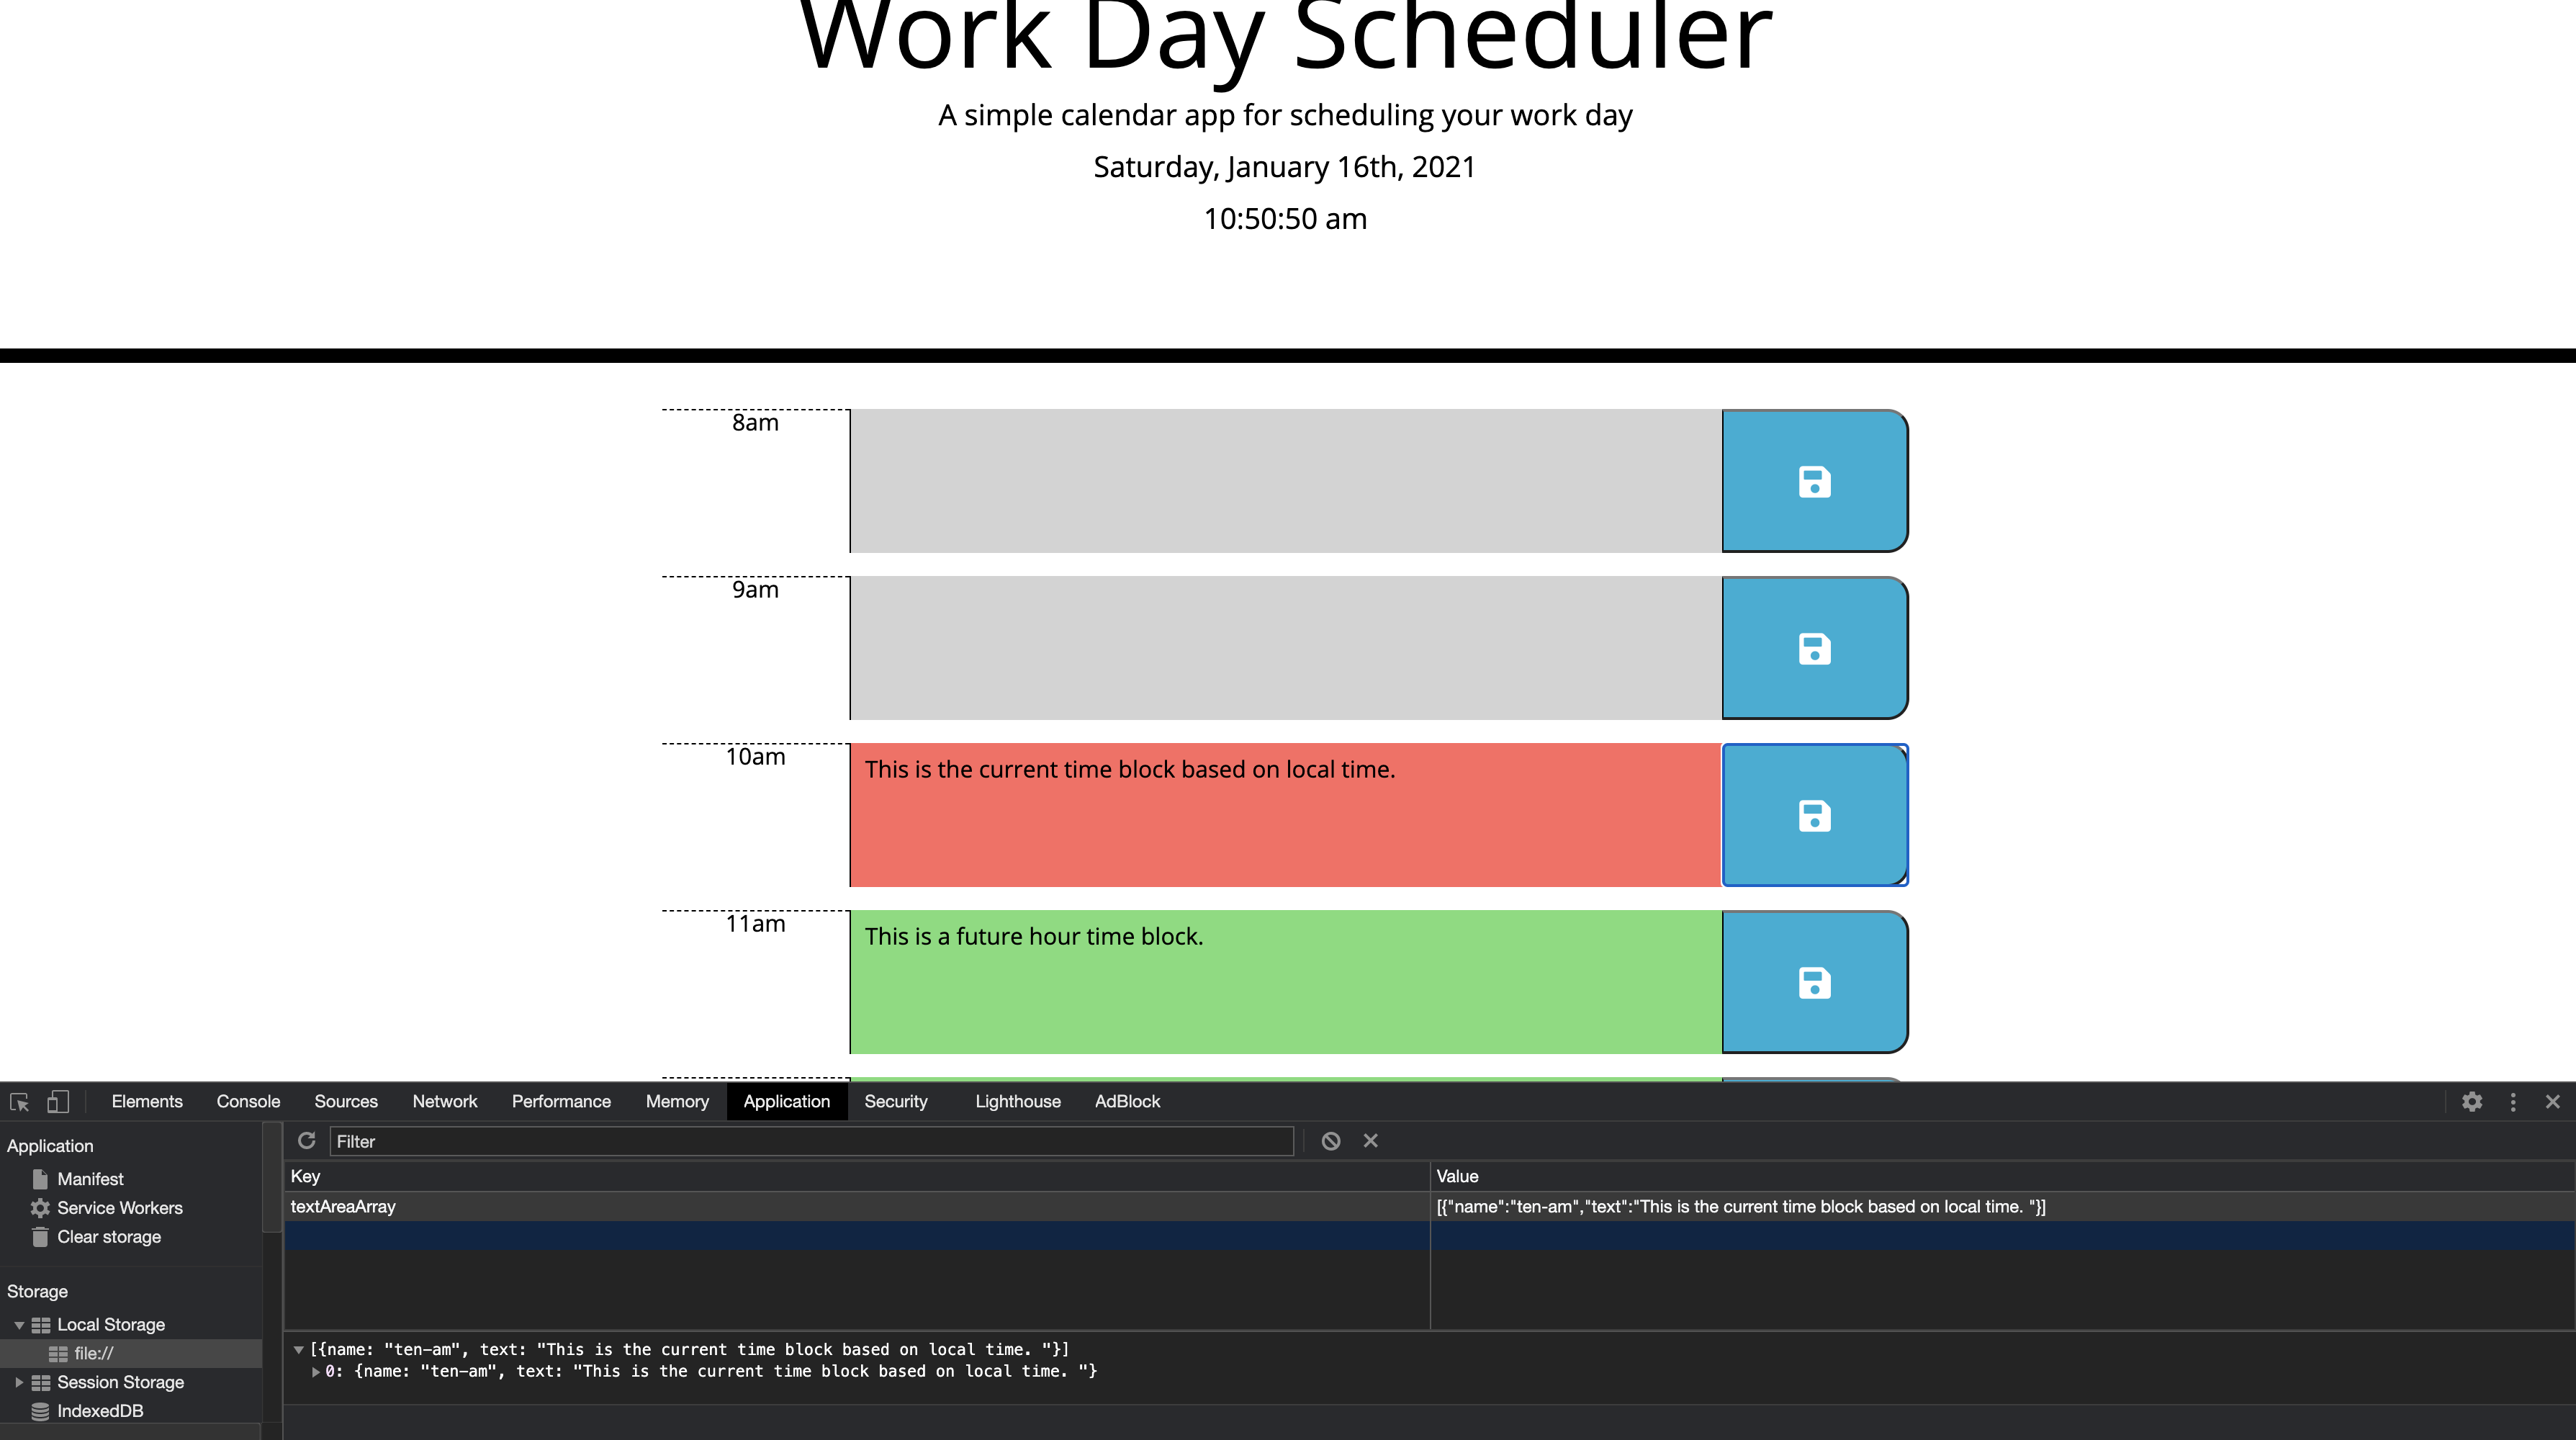 Work Day Scheduler
A simple calendar app for scheduling your work day
Saturday, January 16th, 2021
10:50:50 am
8am
9am
10am
This is the current time block based on local time.
11am
This is a future hour time block.
Elements Console Sources Network Performance Memory Application Security Lighthouse AdBlock
Application
Manifest
Service Workers
Clear storage
Storage
Local Storage
file://
Session Storage
IndexedDB
Filter
Key Value
textAreaArray [{"name":"ten-am","text":"This is the current time block based on local time. "}]
[{name: "ten-am", text: "This is the current time block based on local time. "}]
0: {name: "ten-am", text: "This is the current time block based on local time. "}